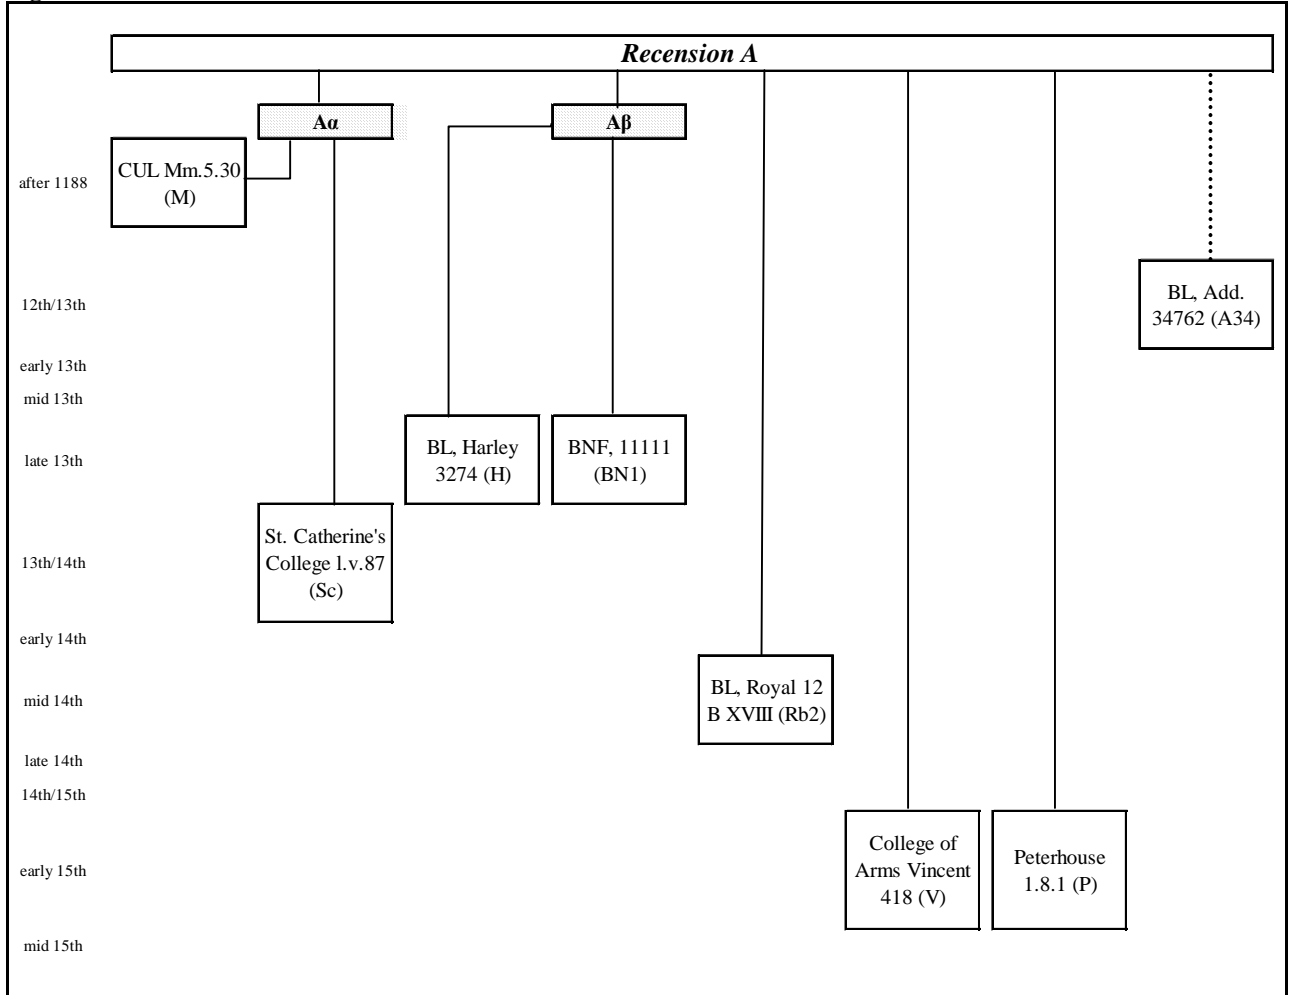 Recension A
Aα
Aβ
CUL Mm.5.30
(M)
after 1188
BL, Add.
34762 (A34)
12th/13th
early 13th
mid 13th
BL, Harley
3274 (H)
BNF, 11111
(BN1)
late 13th
St. Catherine's
College l.v.87
(Sc)
13th/14th
early 14th
BL, Royal 12
B XVIII (Rb2)
mid 14th
late 14th
14th/15th
College of
Arms Vincent
418 (V)
Peterhouse
1.8.1 (P)
early 15th
mid 15th